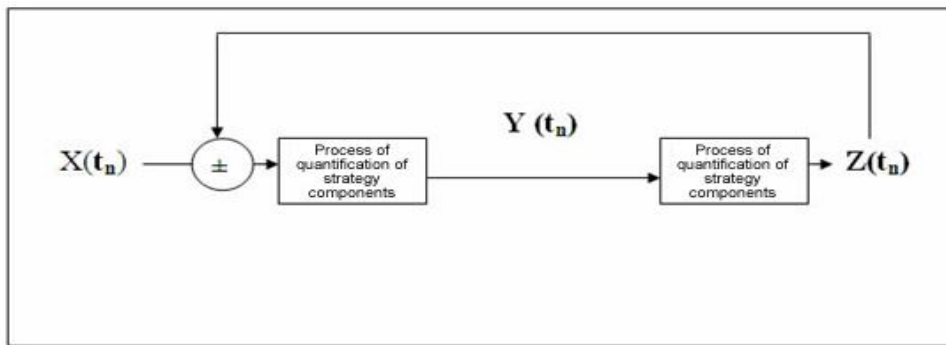 X(tₙ)
±
Process of
quantification of
strategy
components
Y (tₙ)
Process of
quantification of
strategy
components
Z(tₙ)